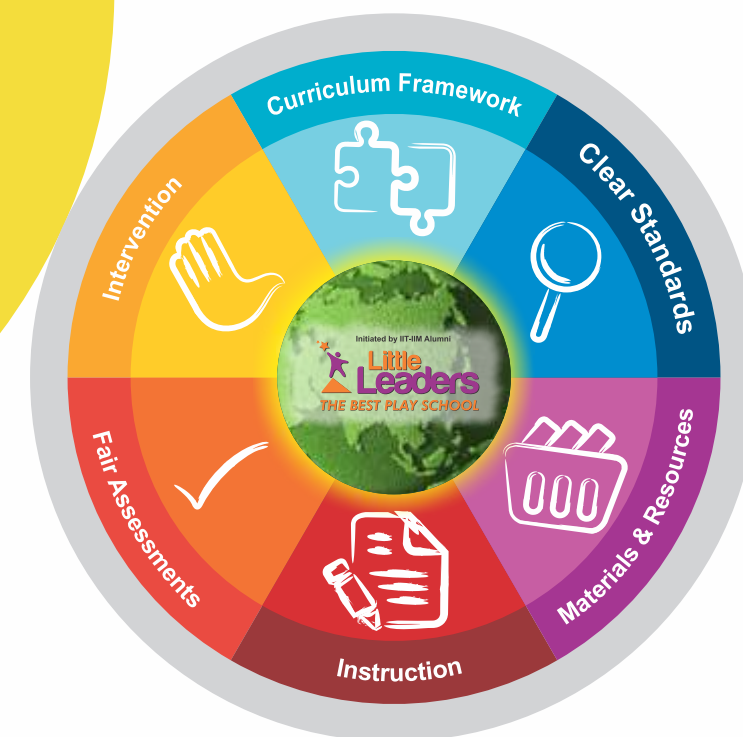 Curriculum Framework
Clear Standards
Materials & Resources
Instruction
Fair Assessments
Intervention
Initiated by IIT-IIM Alumni
Little
Leaders
THE BEST PLAY SCHOOL